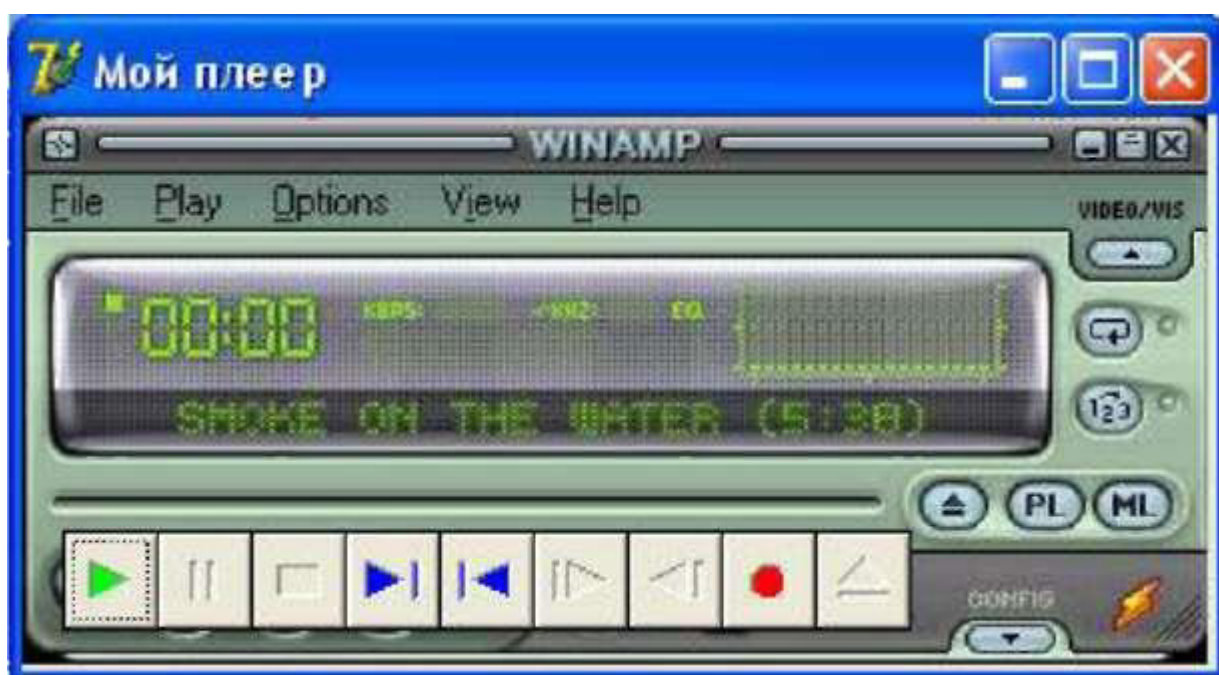 Мой плеер
WINAMP
File Play Options View Help
VIDEO/VIS
00:00 KBPS: KHZ: EQ
SMOKE ON THE WATER (5:38)
123
PL ML
CONFIG